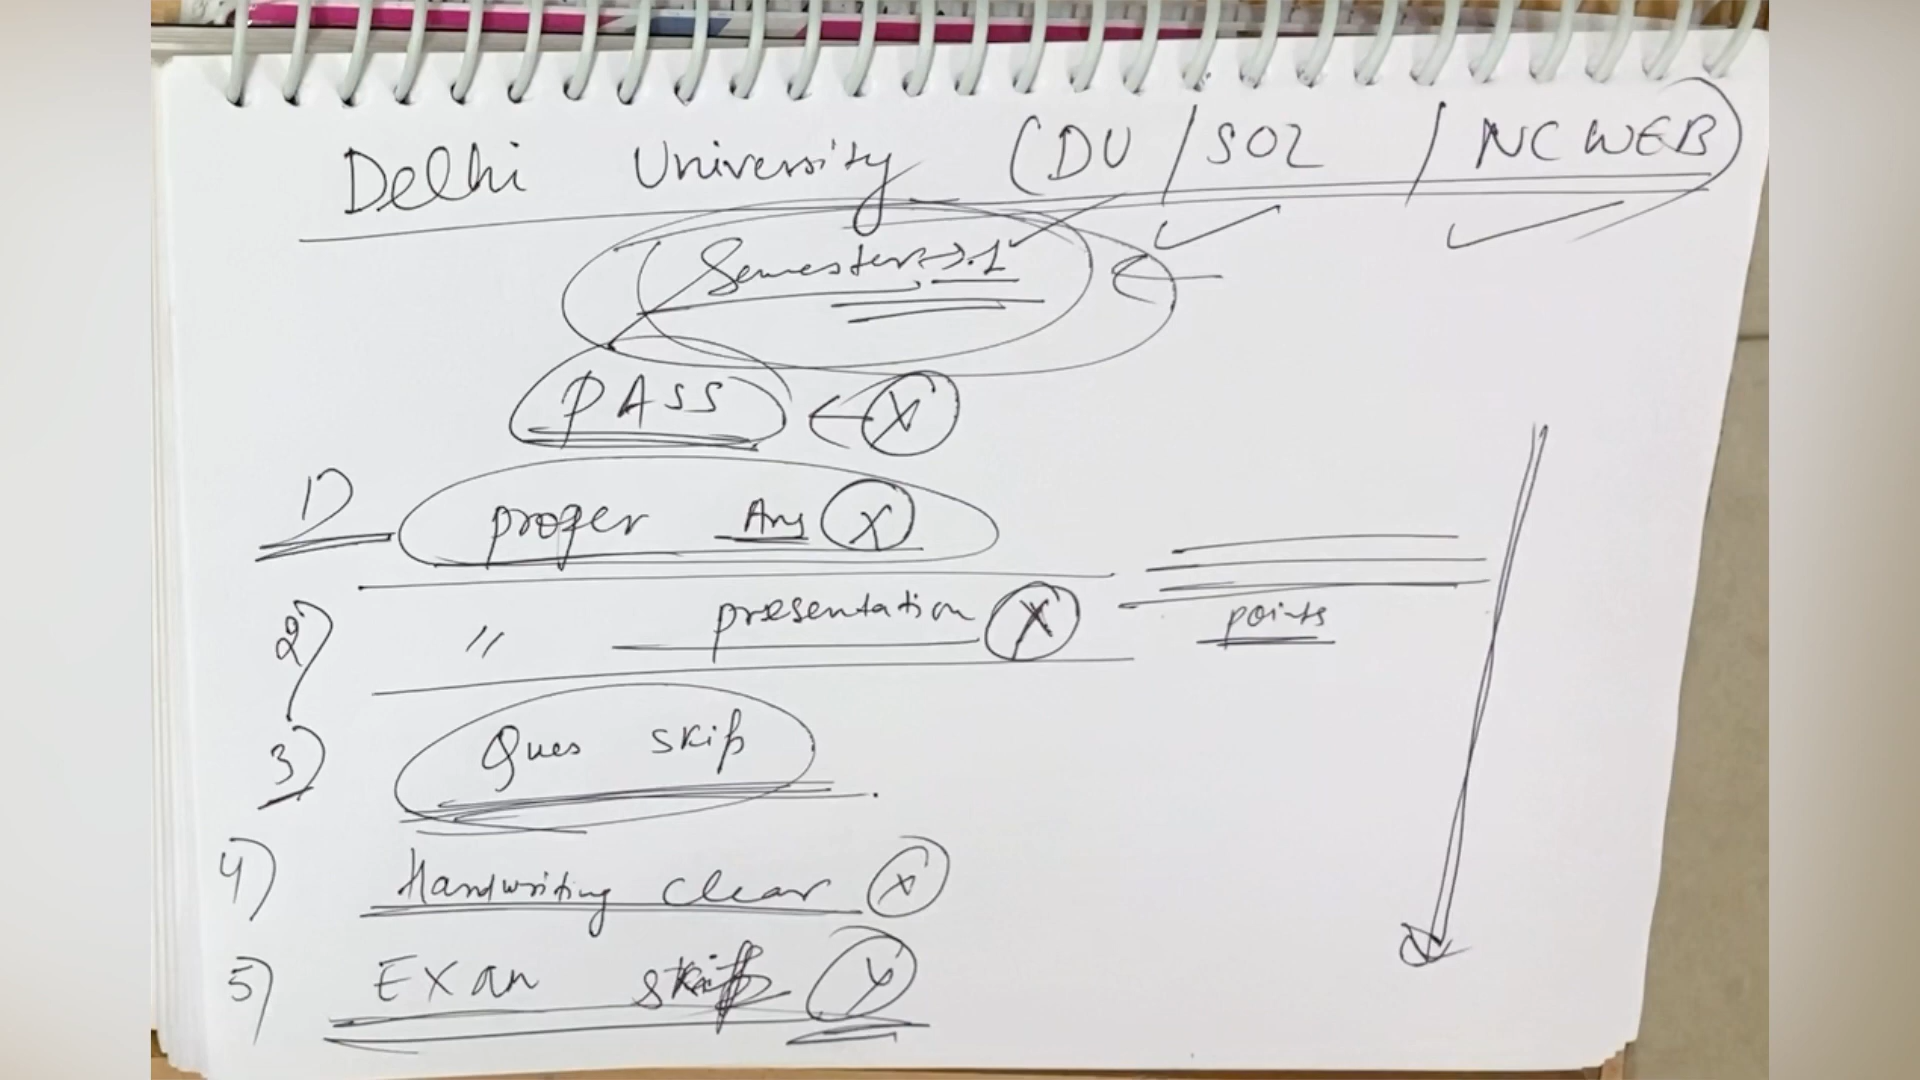 Delhi University (DU / SOL / NCWEB)
Semester → 1
PASS ← X
1) proper Ans X
2) " presentation X
points
3) Ques skip
4) Handwriting clear X
5) Exam skip X